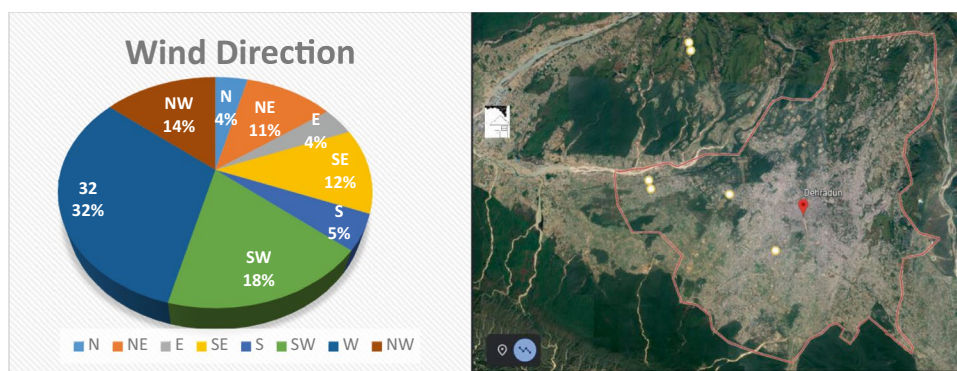 Wind Direction
N
4%
NE
11%
E
4%
SE
12%
S
5%
SW
18%
32
32%
NW
14%
N NE E SE S SW W NW
Dehradun